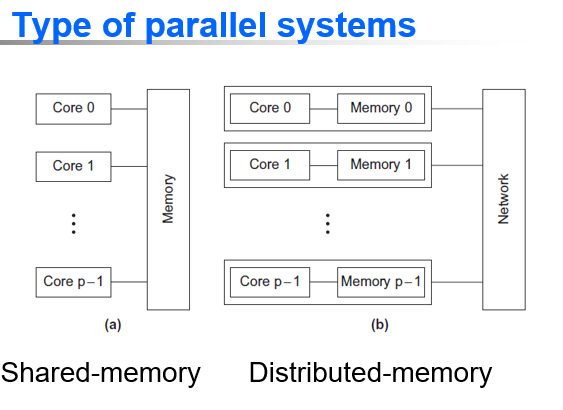 Type of parallel systems
Core 0
Core 1
⋮
Core p−1
Memory
(a)
Core 0 Memory 0
Core 1 Memory 1
⋮
Core p−1 Memory p−1
Network
(b)
Shared-memory
Distributed-memory